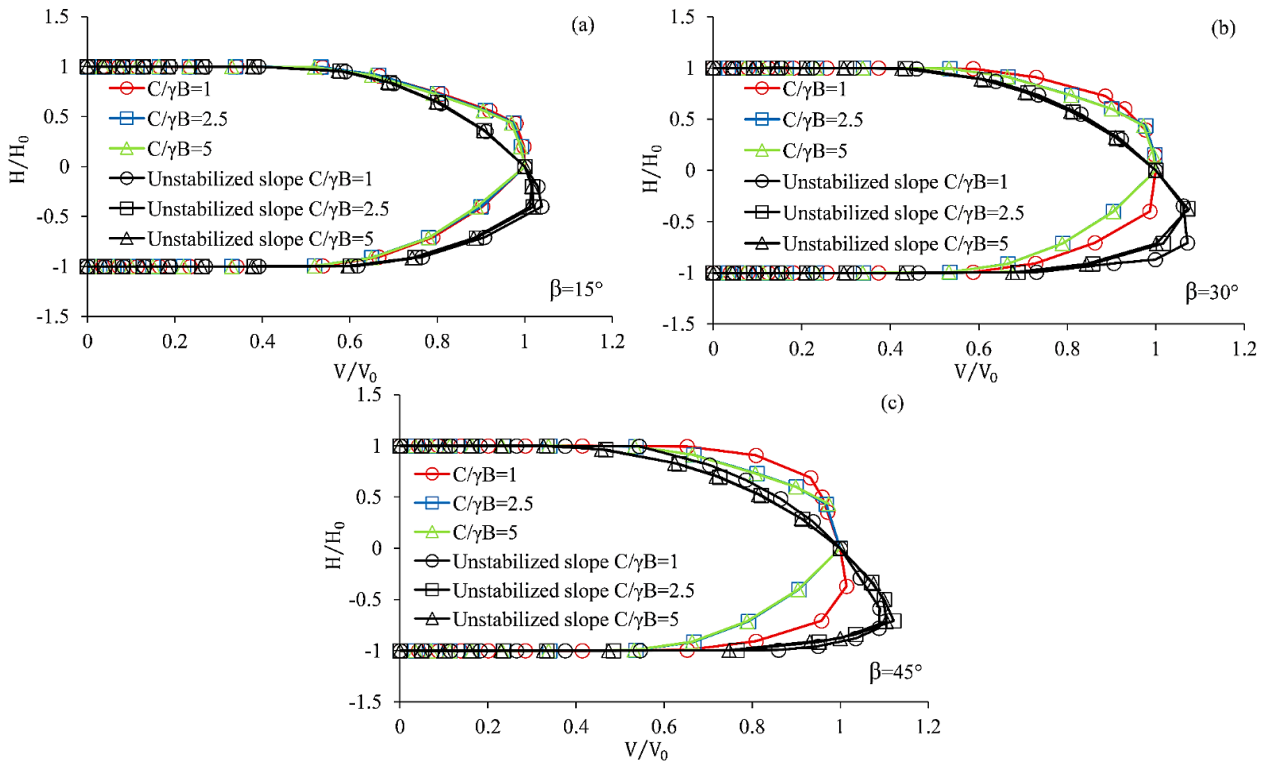 (a)
1.5
1
0.5
0
-0.5
-1
-1.5
H/H₀
C/γB=1
C/γB=2.5
C/γB=5
Unstabilized slope C/γB=1
Unstabilized slope C/γB=2.5
Unstabilized slope C/γB=5
β=15°
0 0.2 0.4 0.6 0.8 1 1.2
V/V₀
(b)
1.5
1
0.5
0
-0.5
-1
-1.5
H/H₀
C/γB=1
C/γB=2.5
C/γB=5
Unstabilized slope C/γB=1
Unstabilized slope C/γB=2.5
Unstabilized slope C/γB=5
β=30°
0 0.2 0.4 0.6 0.8 1 1.2
V/V₀
(c)
1.5
1
0.5
0
-0.5
-1
-1.5
H/H₀
C/γB=1
C/γB=2.5
C/γB=5
Unstabilized slope C/γB=1
Unstabilized slope C/γB=2.5
Unstabilized slope C/γB=5
β=45°
0 0.2 0.4 0.6 0.8 1 1.2
V/V₀